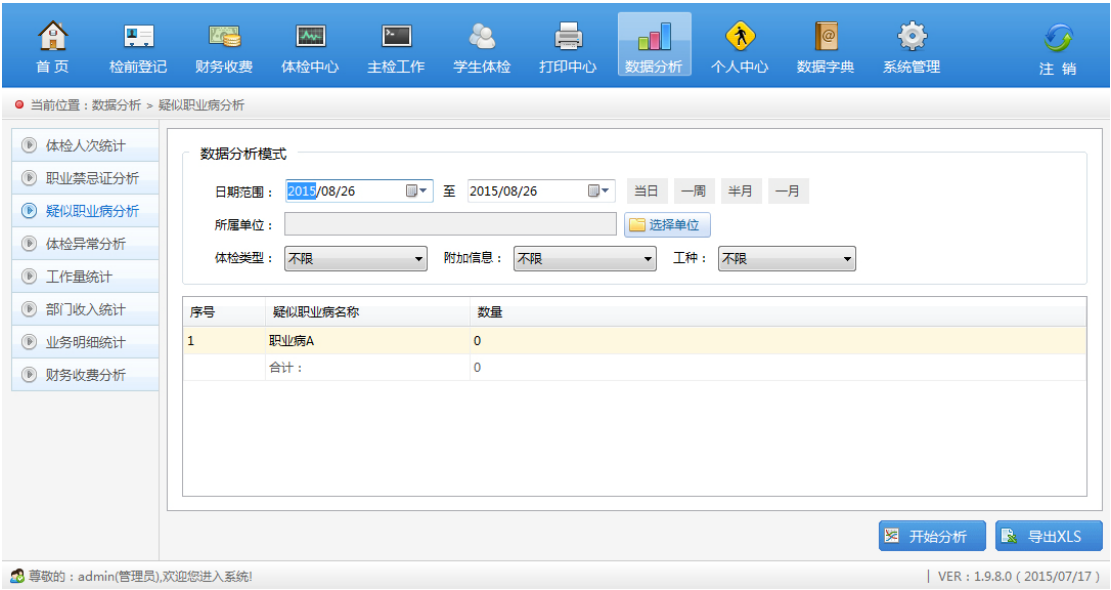 首 页 检前登记 财务收费 体检中心 主检工作 学生体检 打印中心 数据分析 个人中心 数据字典 系统管理 注 销
当前位置：数据分析 > 疑似职业病分析
体检人次统计
职业禁忌证分析
疑似职业病分析
体检异常分析
工作量统计
部门收入统计
业务明细统计
财务收费分析
数据分析模式
日期范围： 2015/08/26 至 2015/08/26 当日 一周 半月 一月
所属单位： 选择单位
体检类型： 不限 附加信息： 不限 工种： 不限
序号 疑似职业病名称 数量
1 职业病A 0
合计： 0
开始分析 导出XLS
尊敬的：admin(管理员),欢迎您进入系统! | VER：1.9.8.0 ( 2015/07/17 )